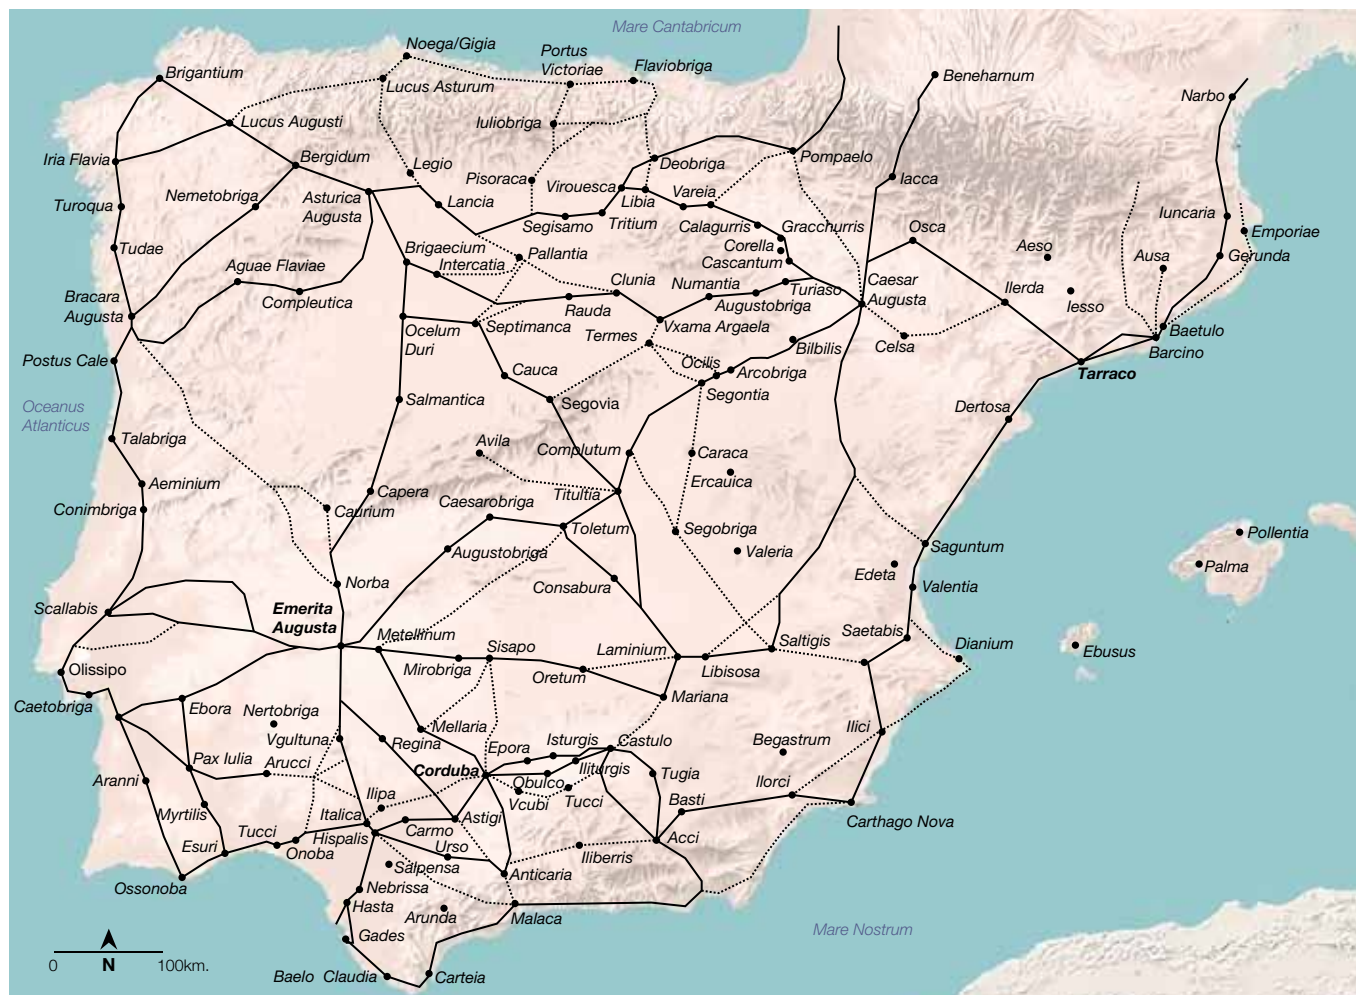 Mare Cantabricum
Noega/Gigia
Portus
Victoriae
Flaviobriga
Brigantium
Lucus Asturum
Beneharnum
Narbo
Lucus Augusti
Iuliobriga
Iria Flavia
Bergidum
Legio
Deobriga
Pompaelo
Iacca
Nemetobriga
Asturica
Augusta
Pisoraca
Virouesca
Vareia
Libia
Turoqua
Lancia
Segisamo
Tritium
Calagurris
Gracchurris
Osca
Iuncaria
Emporiae
Tudae
Brigaecium
Intercatia
Pallantia
Corella
Cascantum
Aeso
Ausa
Gerunda
Aguae Flaviae
Compleutica
Clunia
Numantia
Turiaso
Caesar
Augusta
Ilerda
Iesso
Bracara
Augusta
Rauda
Augustobriga
Ocelum
Duri
Septimanca
Vxama Argaela
Termes
Bilbilis
Celsa
Baetulo
Barcino
Postus Cale
Ocilis
Arcobriga
Tarraco
Cauca
Segontia
Oceanus
Atlanticus
Salmantica
Segovia
Dertosa
Talabriga
Avila
Complutum
Caraca
Ercauica
Aeminium
Capera
Titultia
Caesarobriga
Conimbriga
Caurium
Toletum
Segobriga
Pollentia
Augustobriga
Valeria
Saguntum
Edeta
Palma
Norba
Consabura
Valentia
Scallabis
Emerita
Augusta
Metellinum
Sisapo
Laminium
Saltigis
Saetabis
Dianium
Ebusus
Olissipo
Mirobriga
Oretum
Libisosa
Caetobriga
Ebora
Nertobriga
Mariana
Vgultuna
Regina
Mellaria
Epora
Isturgis
Castulo
Begastrum
Ilici
Pax Iulia
Arucci
Corduba
Obulco
Iliturgis
Tugia
Ilorci
Aranni
Ilipa
Vcubi
Tucci
Basti
Myrtilis
Italica
Astigi
Carthago Nova
Tucci
Hispalis
Carmo
Acci
Esuri
Onoba
Urso
Iliberris
Salpensa
Anticaria
Ossonoba
Nebrissa
Hasta
Arunda
Malaca
Gades
Mare Nostrum
Baelo Claudia
Carteia
0 N 100km.